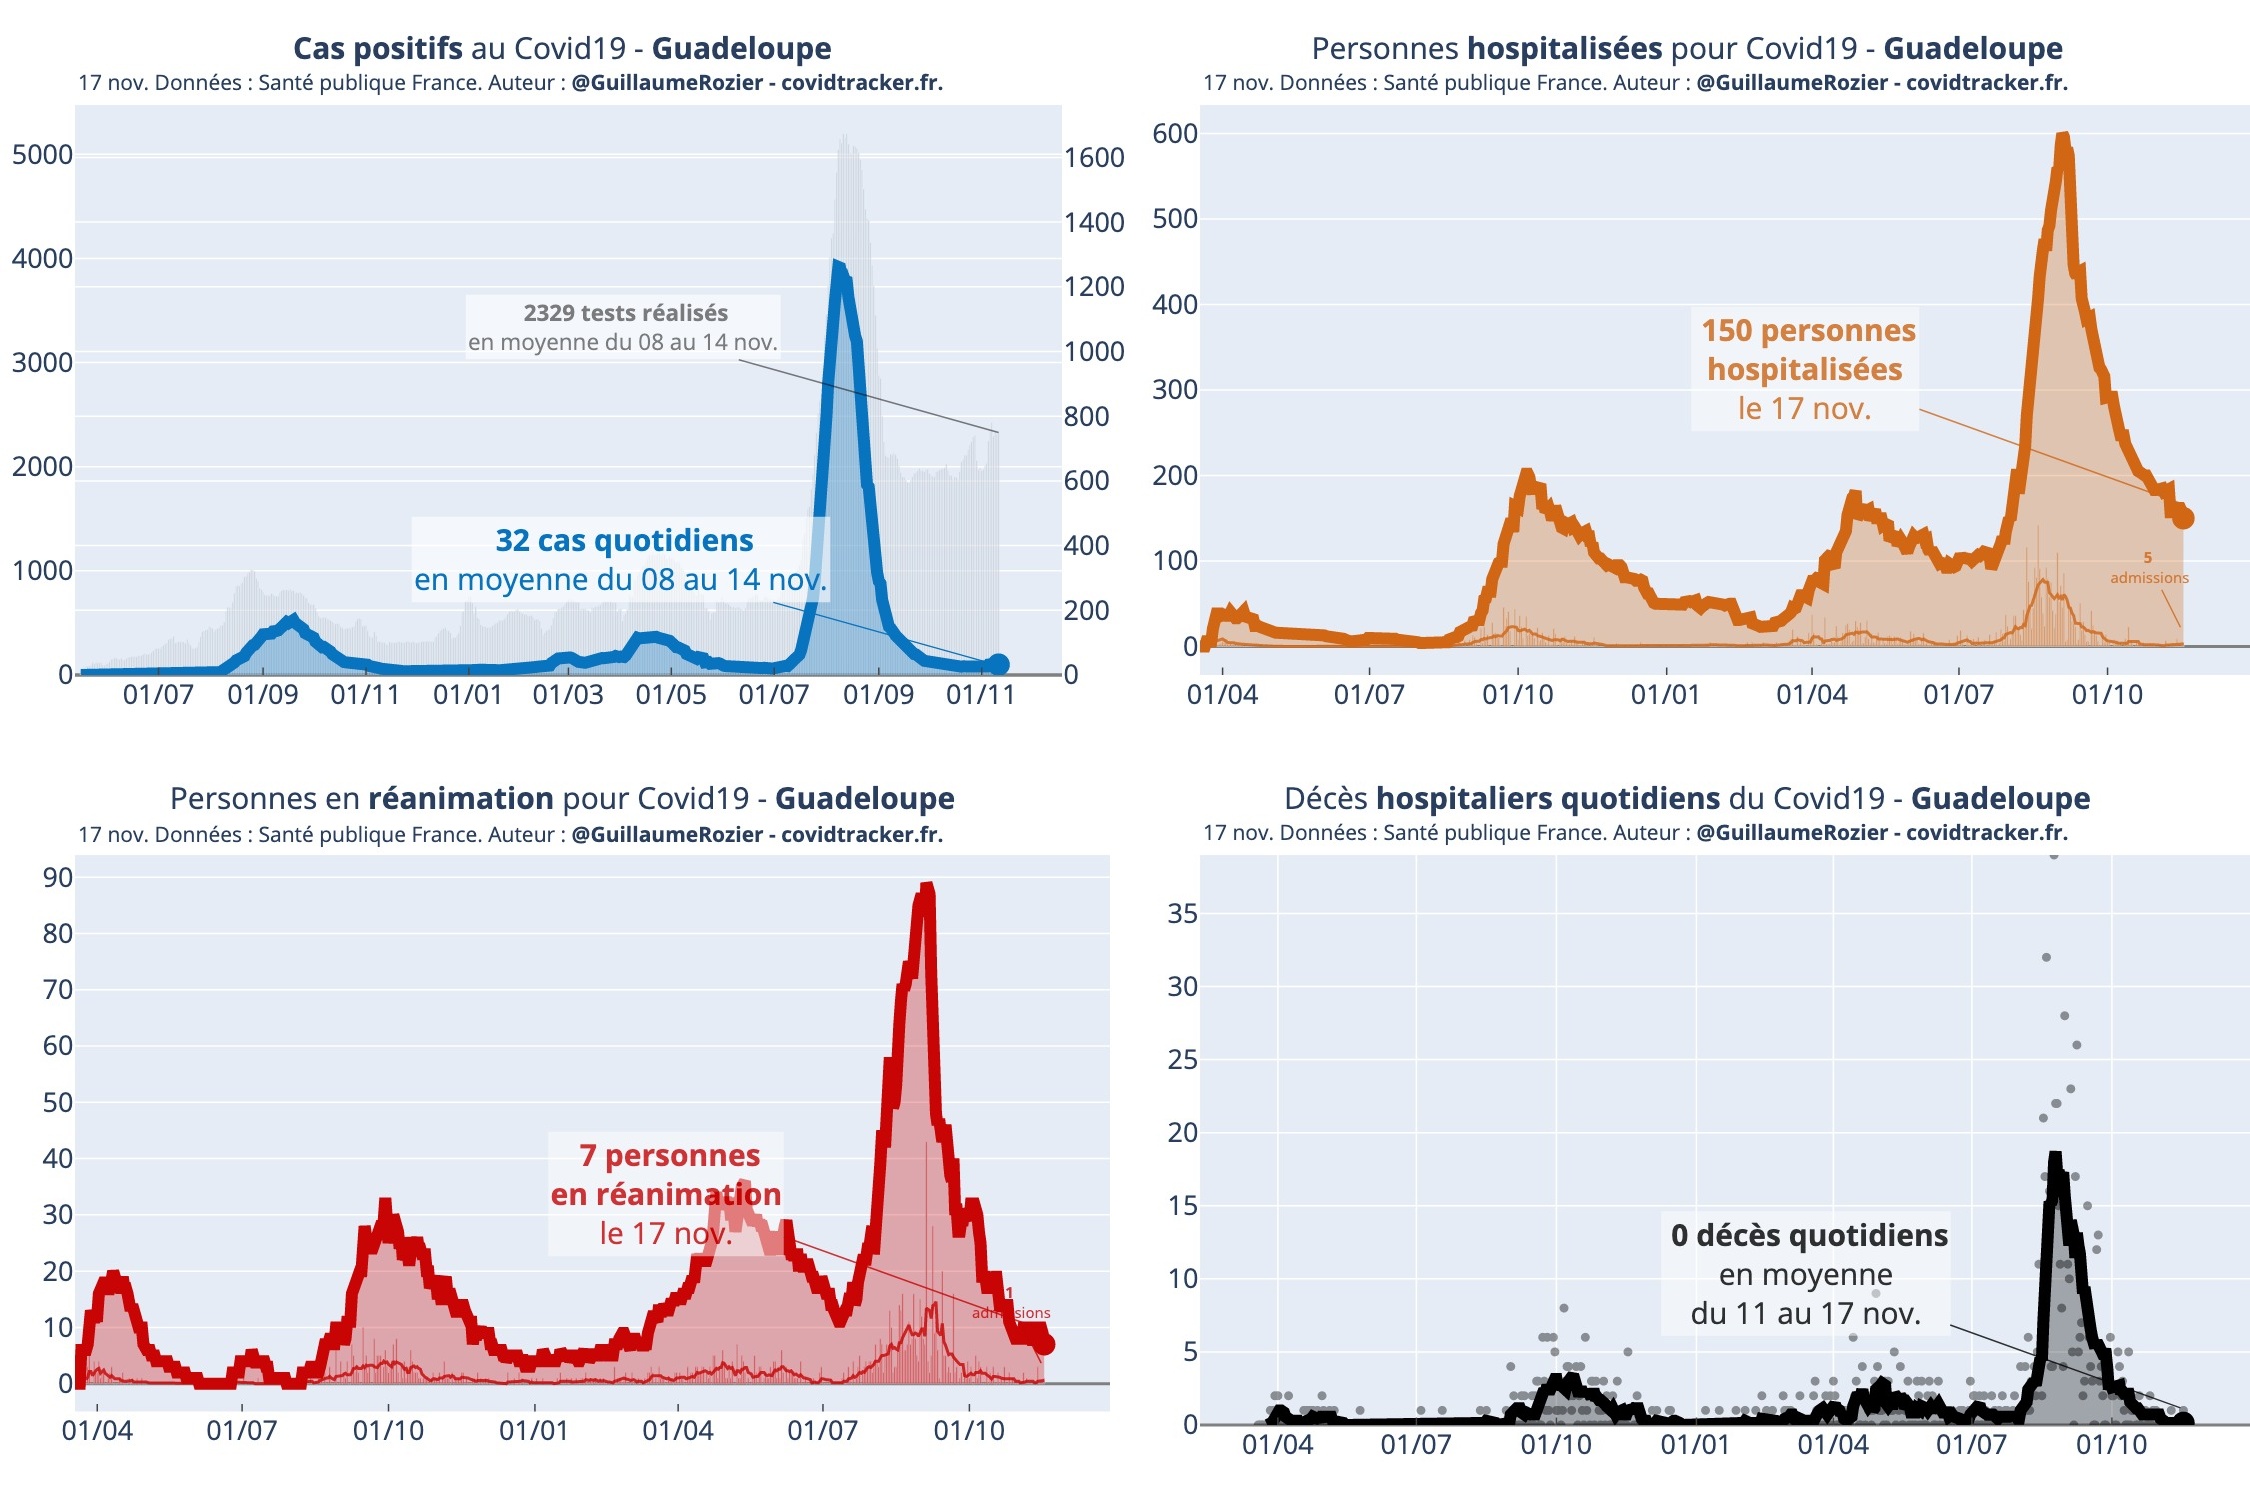 Cas positifs au Covid19 - Guadeloupe
17 nov. Données : Santé publique France. Auteur : @GuillaumeRozier - covidtracker.fr.
5000
4000
3000
2000
1000
0
1600
1400
1200
1000
800
600
400
200
0
2329 tests réalisés
en moyenne du 08 au 14 nov.
32 cas quotidiens
en moyenne du 08 au 14 nov.
01/07 01/09 01/11 01/01 01/03 01/05 01/07 01/09 01/11
Personnes hospitalisées pour Covid19 - Guadeloupe
17 nov. Données : Santé publique France. Auteur : @GuillaumeRozier - covidtracker.fr.
600
500
400
300
200
100
0
150 personnes
hospitalisées
le 17 nov.
5
admissions
01/04 01/07 01/10 01/01 01/04 01/07 01/10
Personnes en réanimation pour Covid19 - Guadeloupe
17 nov. Données : Santé publique France. Auteur : @GuillaumeRozier - covidtracker.fr.
90
80
70
60
50
40
30
20
10
0
7 personnes
en réanimation
le 17 nov.
1
admissions
01/04 01/07 01/10 01/01 01/04 01/07 01/10
Décès hospitaliers quotidiens du Covid19 - Guadeloupe
17 nov. Données : Santé publique France. Auteur : @GuillaumeRozier - covidtracker.fr.
35
30
25
20
15
10
5
0
0 décès quotidiens
en moyenne
du 11 au 17 nov.
01/04 01/07 01/10 01/01 01/04 01/07 01/10